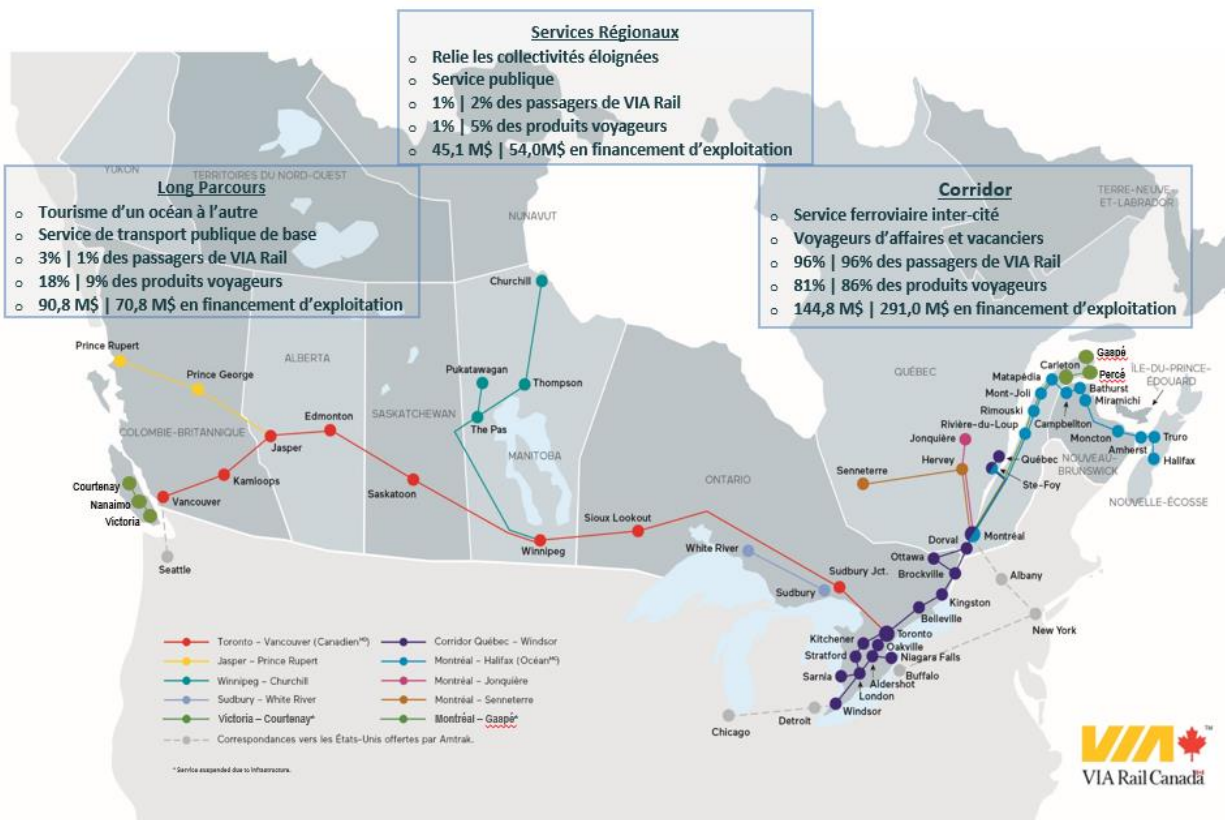 Services Régionaux
o Relie les collectivités éloignées
o Service publique
o 1% | 2% des passagers de VIA Rail
o 1% | 5% des produits voyageurs
o 45,1 M$ | 54,0M$ en financement d'exploitation
Long Parcours
o Tourisme d'un océan à l'autre
o Service de transport publique de base
o 3% | 1% des passagers de VIA Rail
o 18% | 9% des produits voyageurs
o 90,8 M$ | 70,8 M$ en financement d'exploitation
Corridor
o Service ferroviaire inter-cité
o Voyageurs d'affaires et vacanciers
o 96% | 96% des passagers de VIA Rail
o 81% | 86% des produits voyageurs
o 144,8 M$ | 291,0 M$ en financement d'exploitation
YUKON
TERRITOIRES DU NORD-OUEST
NUNAVUT
TERRE-NEUVE-
ET-LABRADOR
Churchill
Prince Rupert
Prince George
ALBERTA
Edmonton
COLOMBIE-BRITANNIQUE
Jasper
SASKATCHEWAN
Pukatawagan
Thompson
The Pas
MANITOBA
Courtenay
Nanaimo
Victoria
Vancouver
Kamloops
Saskatoon
Seattle
Winnipeg
Sioux Lookout
ONTARIO
White River
Sudbury
Sudbury Jct.
QUÉBEC
Gaspé
Carleton
Percé
Matapédia
Bathurst
ÎLE-DU-PRINCE-
ÉDOUARD
Mont-Joli
Miramichi
Rimouski
Rivière-du-Loup
Campbellton
Jonquière
Moncton
Truro
Amherst
Hervey
Québec
NOUVEAU-
BRUNSWICK
Halifax
Senneterre
Ste-Foy
NOUVELLE-ÉCOSSE
Dorval
Montréal
Ottawa
Brockville
Albany
Kingston
Belleville
New York
Toronto
Kitchener
Oakville
Stratford
Niagara Falls
Sarnia
Aldershot
Buffalo
London
Windsor
Detroit
Chicago
Toronto – Vancouver (Canadien MD)
Jasper – Prince Rupert
Winnipeg – Churchill
Sudbury – White River
Victoria – Courtenay*
Corridor Québec – Windsor
Montréal – Halifax (Océan MC)
Montréal – Jonquière
Montréal – Senneterre
Montréal – Gaapé*
Correspondances vers les États-Unis offertes par Amtrak.
* Service suspended due to infrastructure.
VIA ™
VIA Rail Canada